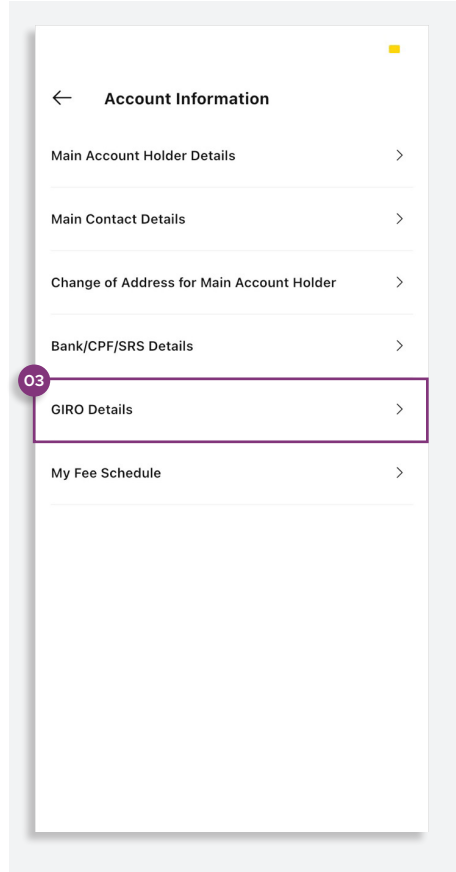 Account Information
Main Account Holder Details
Main Contact Details
Change of Address for Main Account Holder
Bank/CPF/SRS Details
03
GIRO Details
My Fee Schedule